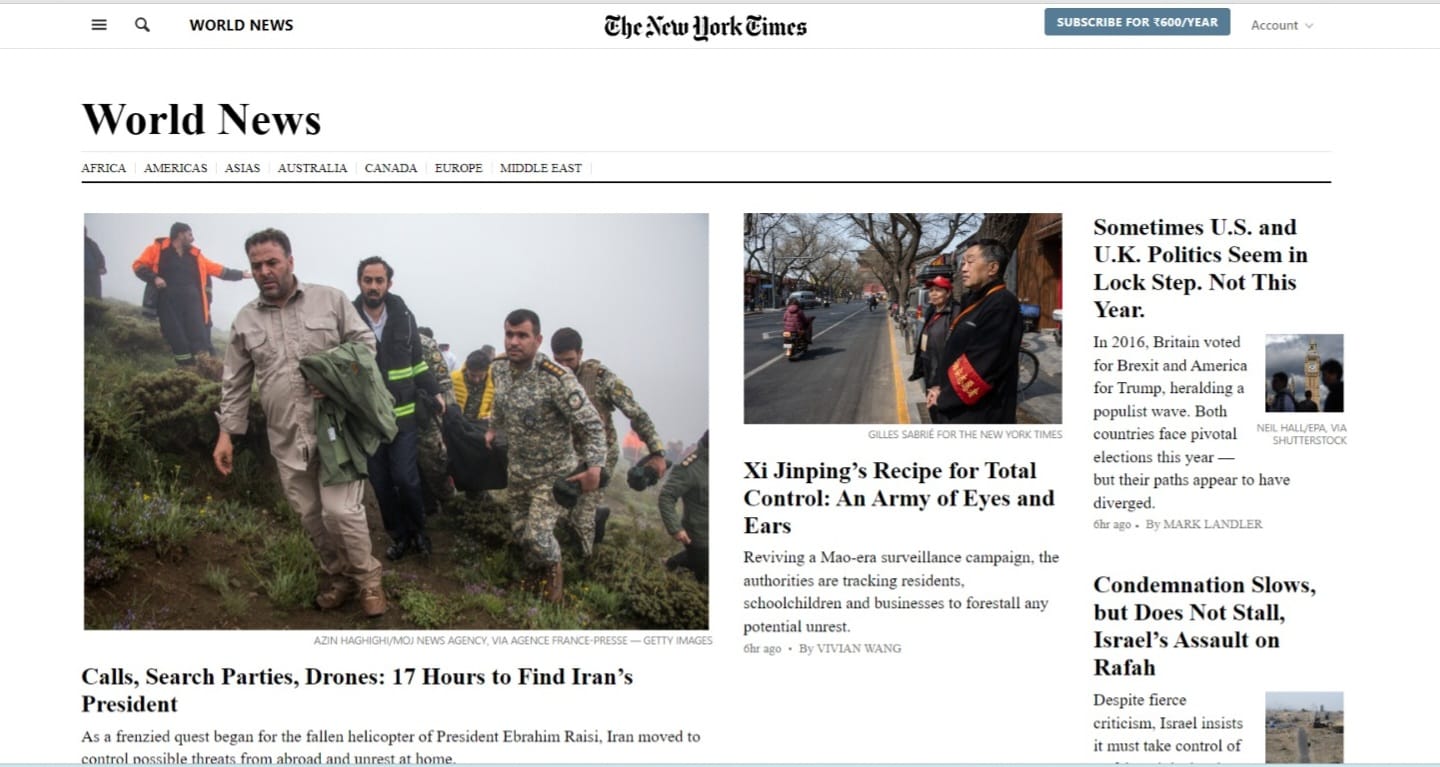 WORLD NEWS
The New York Times
SUBSCRIBE FOR ₹600/YEAR
Account
World News
AFRICA
AMERICAS
ASIAS
AUSTRALIA
CANADA
EUROPE
MIDDLE EAST
AZIN HAGHIGHI/MOJ NEWS AGENCY, VIA AGENCE FRANCE-PRESSE — GETTY IMAGES
Calls, Search Parties, Drones: 17 Hours to Find Iran’s
President
As a frenzied quest began for the fallen helicopter of President Ebrahim Raisi, Iran moved to
control possible threats from abroad and unrest at home.
GILLES SABRIÉ FOR THE NEW YORK TIMES
Xi Jinping’s Recipe for Total
Control: An Army of Eyes and
Ears
Reviving a Mao-era surveillance campaign, the
authorities are tracking residents,
schoolchildren and businesses to forestall any
potential unrest.
6hr ago • By VIVIAN WANG
Sometimes U.S. and
U.K. Politics Seem in
Lock Step. Not This
Year.
In 2016, Britain voted
for Brexit and America
for Trump, heralding a
populist wave. Both
countries face pivotal
elections this year —
but their paths appear to have
diverged.
NEIL HALL/EPA, VIA
SHUTTERSTOCK
6hr ago • By MARK LANDLER
Condemnation Slows,
but Does Not Stall,
Israel’s Assault on
Rafah
Despite fierce
criticism, Israel insists
it must take control of